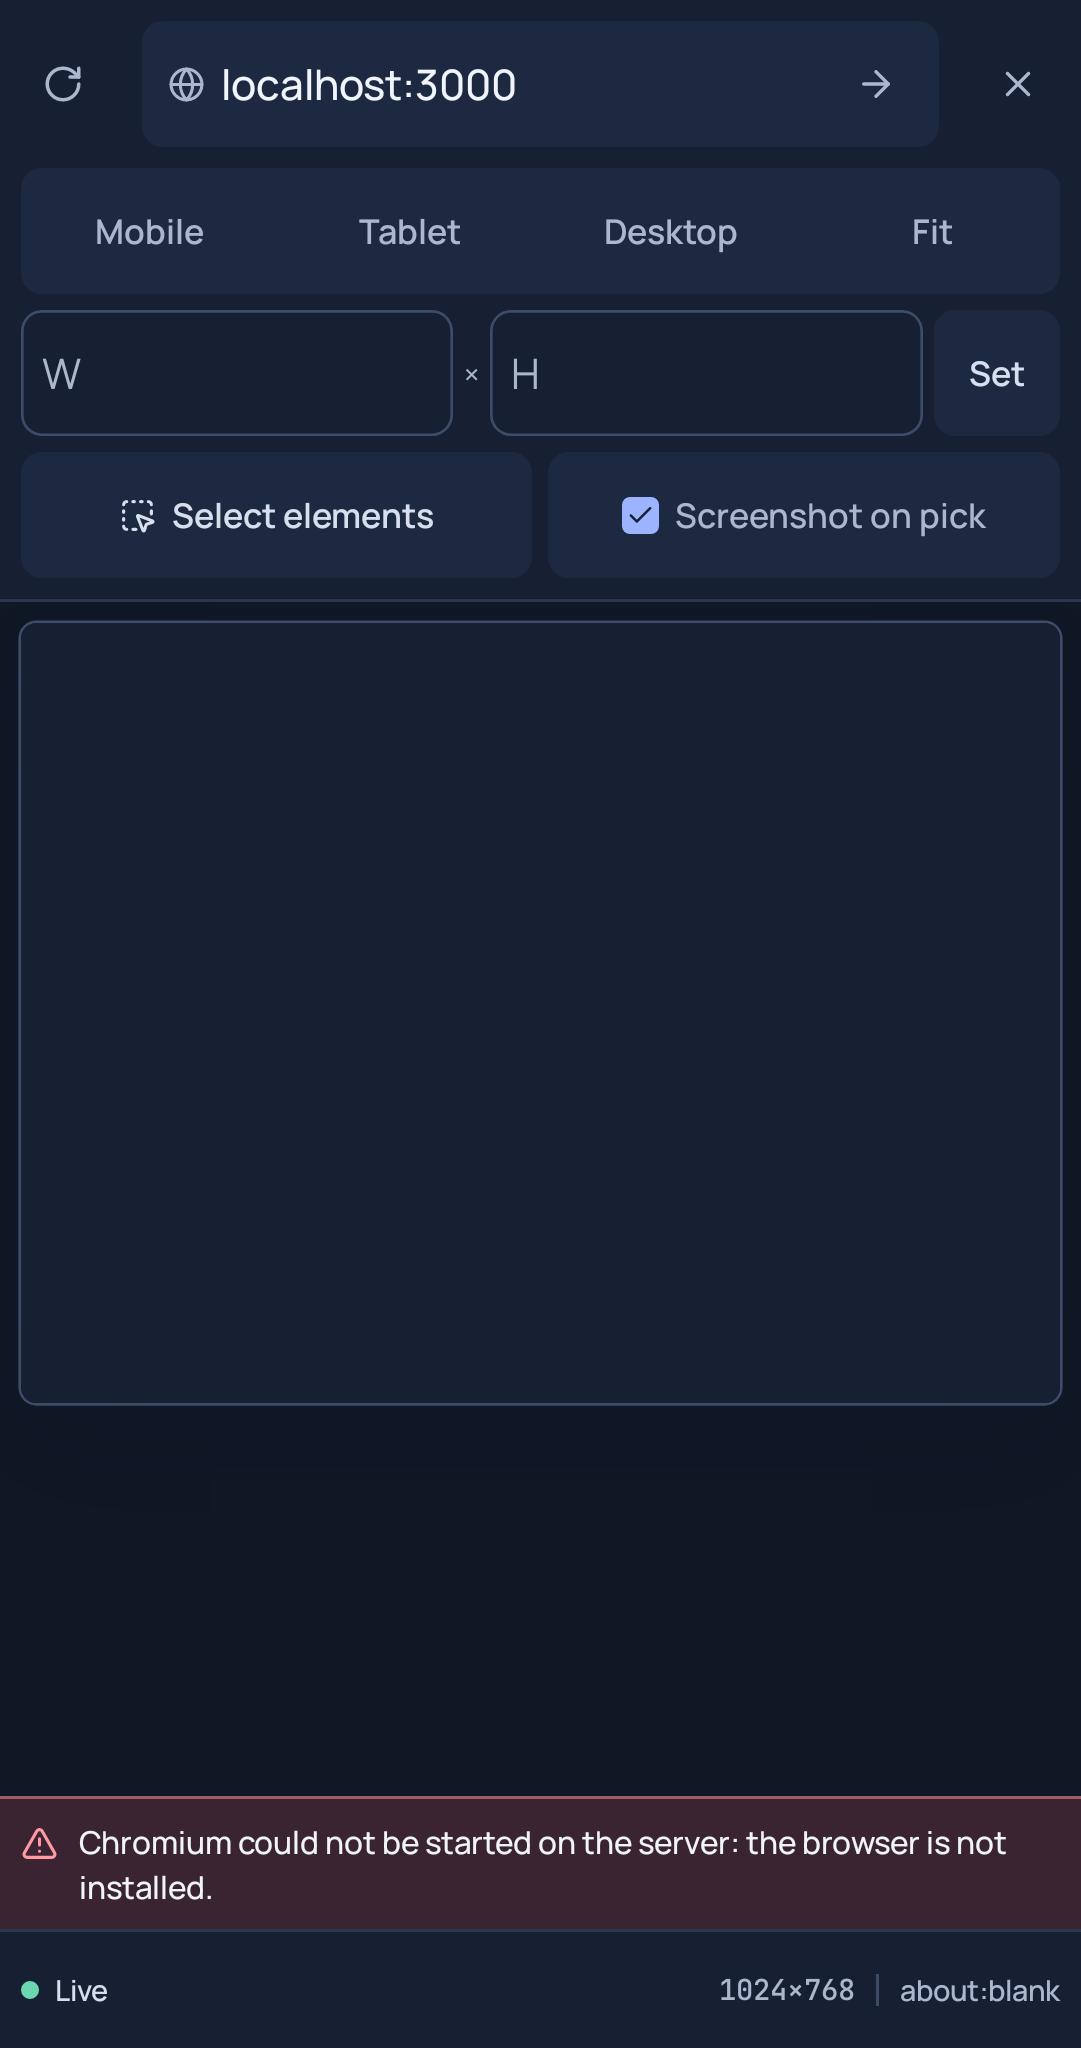 localhost:3000
Mobile Tablet Desktop Fit
W × H Set
Select elements Screenshot on pick
Chromium could not be started on the server: the browser is not
installed.
Live 1024×768 about:blank